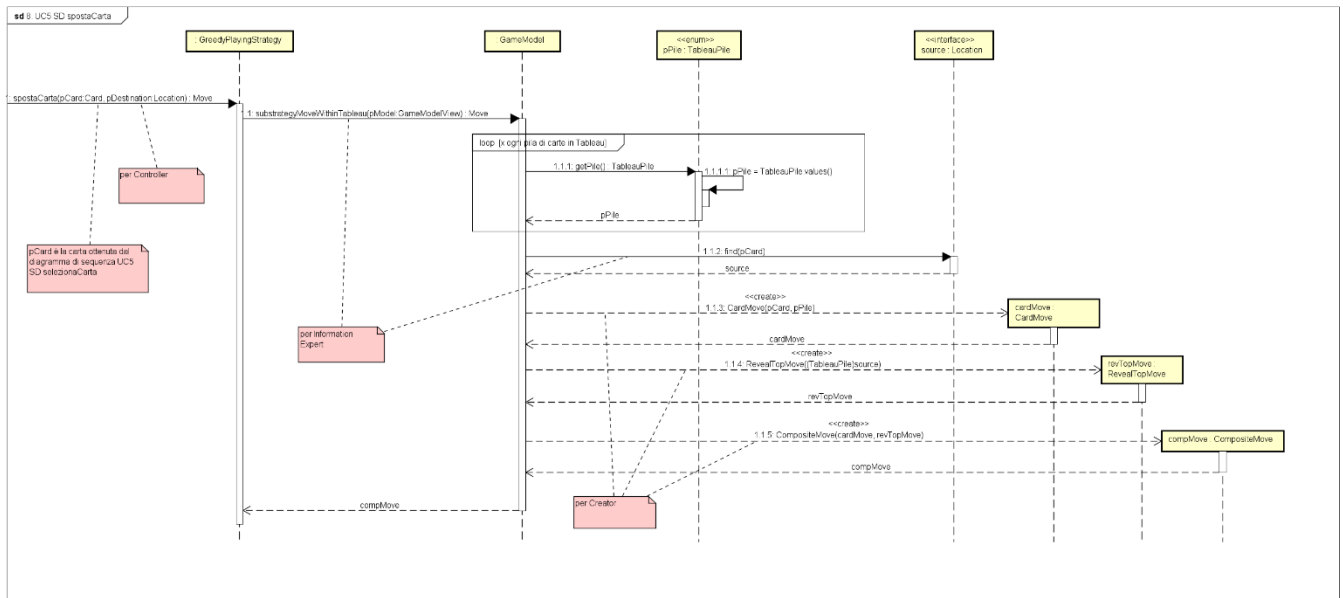 sd 8. UC5 SD spostaCarta
: GreedyPlayingStrategy
: GameModel
<<enum>>
pPile : TableauPile
<<interface>>
source : Location
1: spostaCarta(pCard:Card, pDestination:Location) : Move
1.1: substrategyMoveWithinTableau(pModel:GameModelView) : Move
loop [x ogni pila di carte in Tableau]
1.1.1: getPile() : TableauPile
1.1.1.1: pPile = TableauPile.values()
per Controller
pPile
pCard è la carta ottenuta dal
diagramma di sequenza UC5
SD selezionaCarta
1.1.2: find(pCard)
source
<<create>>
1.1.3: CardMove(pCard, pPile)
cardMove :
CardMove
per Information
Expert
cardMove
<<create>>
1.1.4: RevealTopMove((TableauPile)source)
revTopMove :
RevealTopMove
revTopMove
<<create>>
1.1.5: CompositeMove(cardMove, revTopMove)
compMove : CompositeMove
compMove
per Creator
compMove